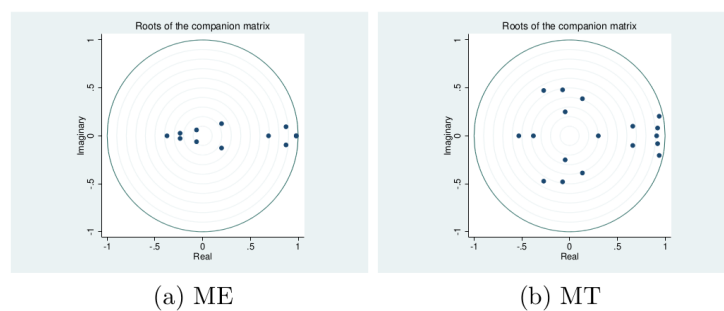 Roots of the companion matrix
1
.5
0
-.5
-1
Imaginary
-1 -.5 0 .5 1
Real
(a) ME
Roots of the companion matrix
1
.5
0
-.5
-1
Imaginary
-1 -.5 0 .5 1
Real
(b) MT